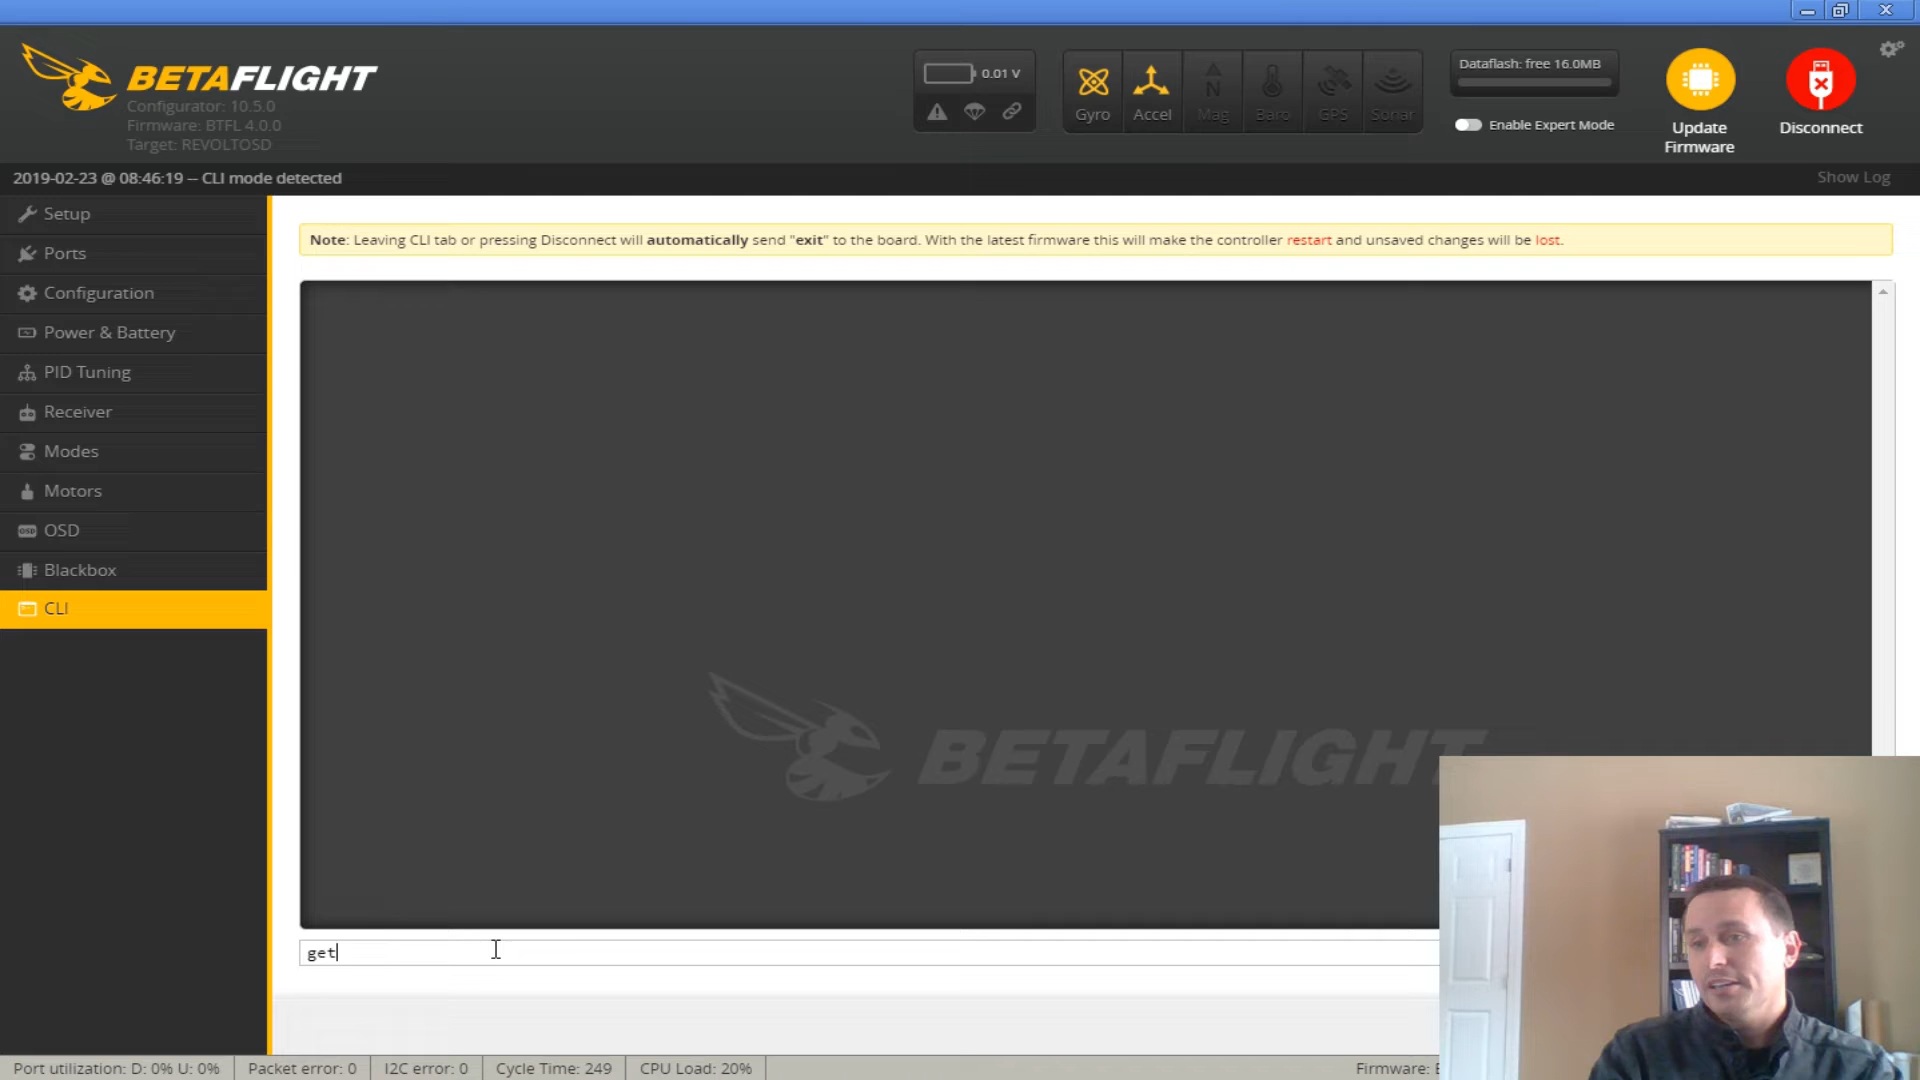 BETAFLIGHT
Configurator: 10.5.0
Firmware: BTFL 4.0.0
Target: REVOLTOSD
0.01 V
Gyro
Accel
Mag
Baro
GPS
Sonar
Dataflash: free 16.0MB
Enable Expert Mode
Update
Firmware
Disconnect
2019-02-23 @ 08:46:19 -- CLI mode detected
Show Log
Setup
Ports
Configuration
Power & Battery
PID Tuning
Receiver
Modes
Motors
OSD
OSD
Blackbox
CLI
Note: Leaving CLI tab or pressing Disconnect will automatically send "exit" to the board. With the latest firmware this will make the controller restart and unsaved changes will be lost.
BETAFLIGHT
get
Port utilization: D: 0% U: 0%
Packet error: 0
I2C error: 0
Cycle Time: 249
CPU Load: 20%
Firmware: